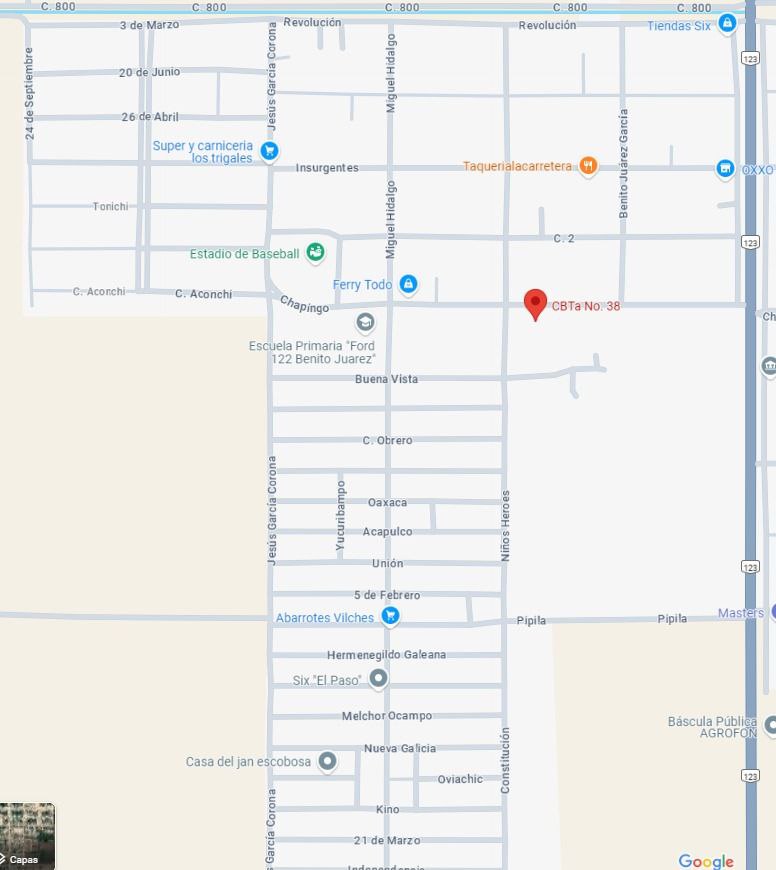 C. 800
C. 800
C. 800
C. 800
C. 800
3 de Marzo
Revolución
Revolución
Tiendas Six
24 de Septiembre
Jesús García Corona
Miguel Hidalgo
123
20 de Junio
26 de Abril
Benito Juárez García
Super y carniceria
los trigales
Insurgentes
Taquerialacarretera
OXXO
Tonichi
Miguel Hidalgo
C. 2
123
Estadio de Baseball
Ferry Todo
C. Aconchi
C. Aconchi
Chapingo
CBTa No. 38
Ch
Escuela Primaria "Ford
122 Benito Juarez"
Buena Vista
C. Obrero
Jesús García Corona
Yucuribampo
Oaxaca
Niños Heroes
Acapulco
Unión
123
5 de Febrero
Abarrotes Vilches
Pipila
Pipila
Masters
Hermenegildo Galeana
Six "El Paso"
Melchor Ocampo
Báscula Pública
AGROFON
Nueva Galicia
Constitución
Casa del jan escobosa
Oviachic
123
Kino
s García Corona
21 de Marzo
Capas
Google
Independencia